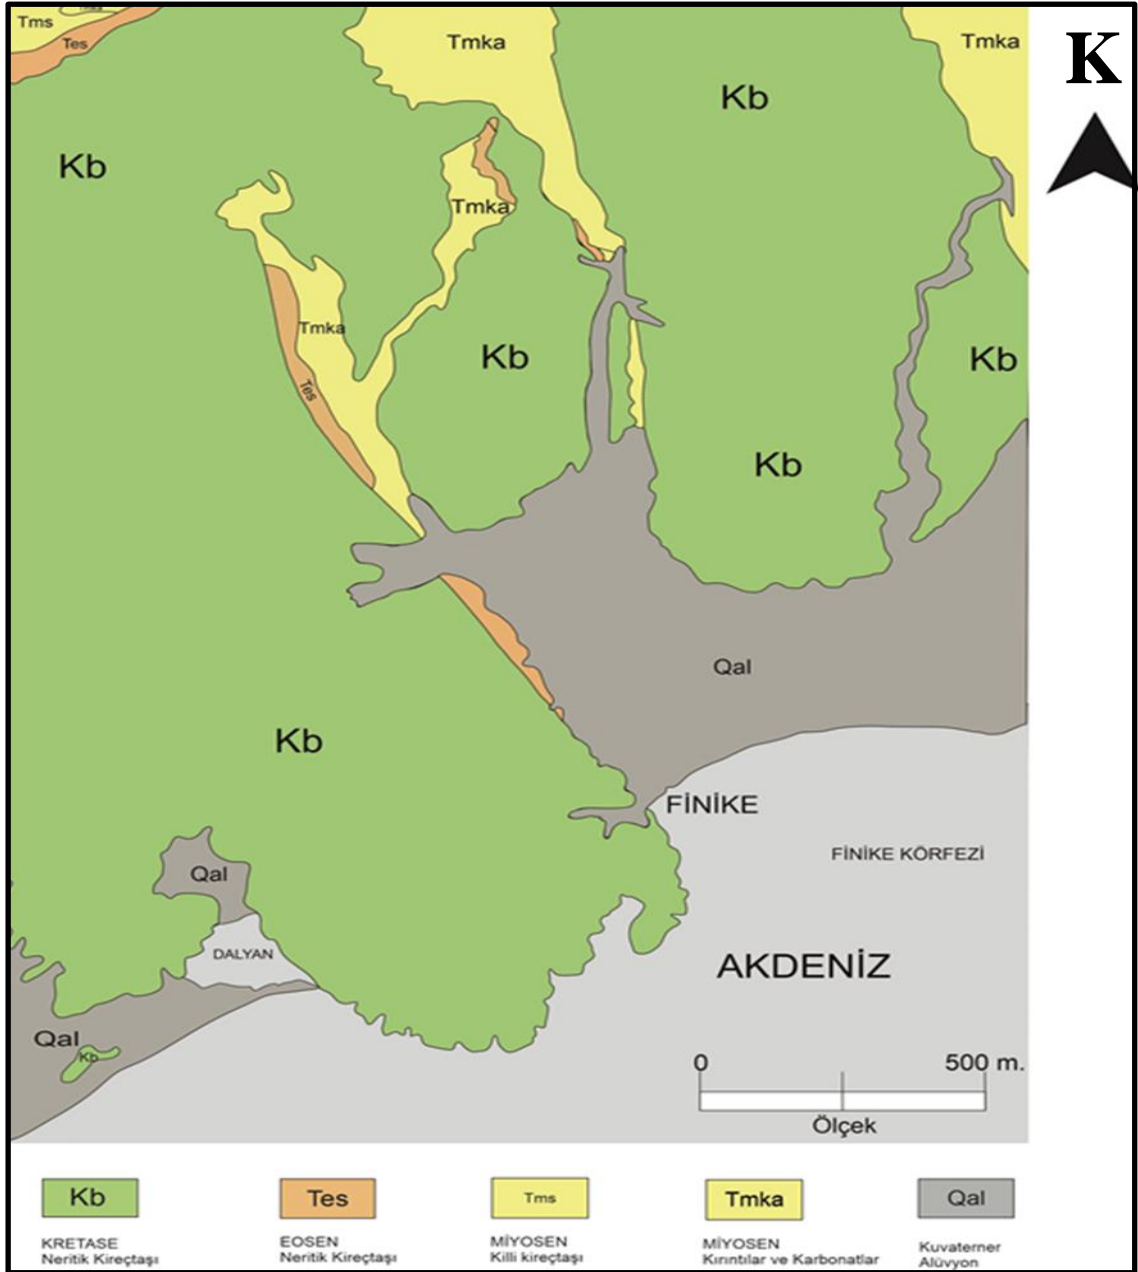 Tms
Tes
Tmka
Tmka
K
Kb
Kb
Tmka
Tmka
Kb
Kb
Tes
Kb
Qal
Kb
FİNİKE
FİNİKE KÖRFEZİ
Qal
DALYAN
AKDENİZ
Qal
Kb
0
500 m.
Ölçek
Kb
Tes
Tms
Tmka
Qal
KRETASE
Neritik Kireçtaşı
EOSEN
Neritik Kireçtaşı
MİYOSEN
Killi kireçtaşı
MİYOSEN
Kırıntılar ve Karbonatlar
Kuvaterner
Alüvyon